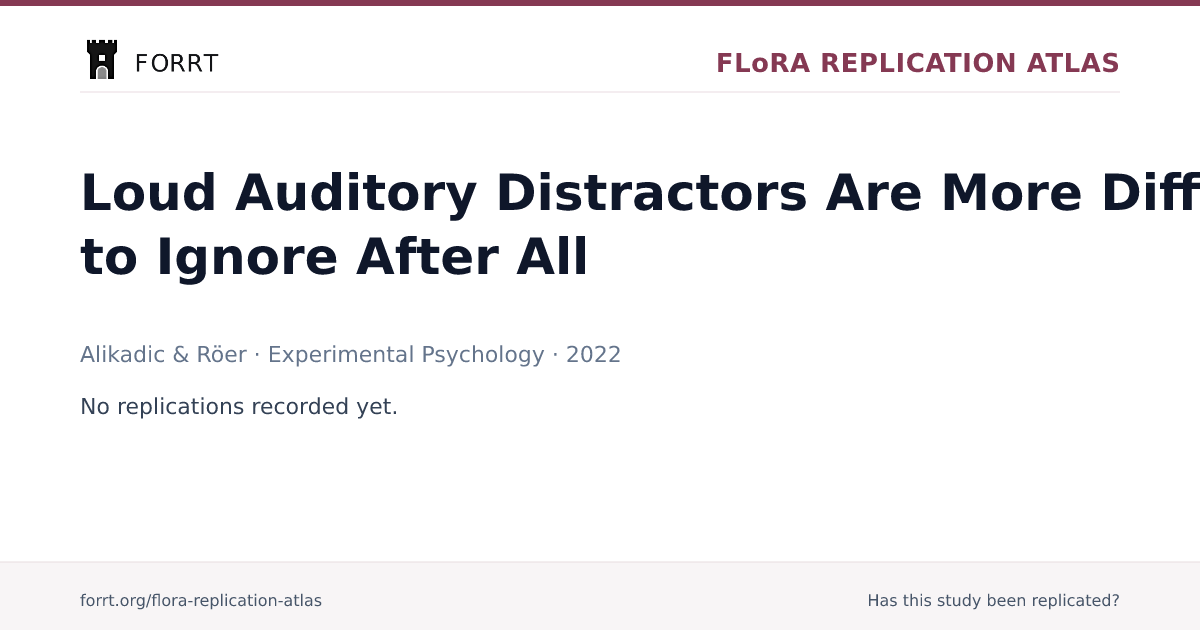 FORRT
FLoRA REPLICATION ATLAS
Loud Auditory Distractors Are More
to Ignore After All
Alikadic & Röer · Experimental Psychology · 2022
No replications recorded yet.
forrt.org/flora-replication-atlas
Has this study been replicated?